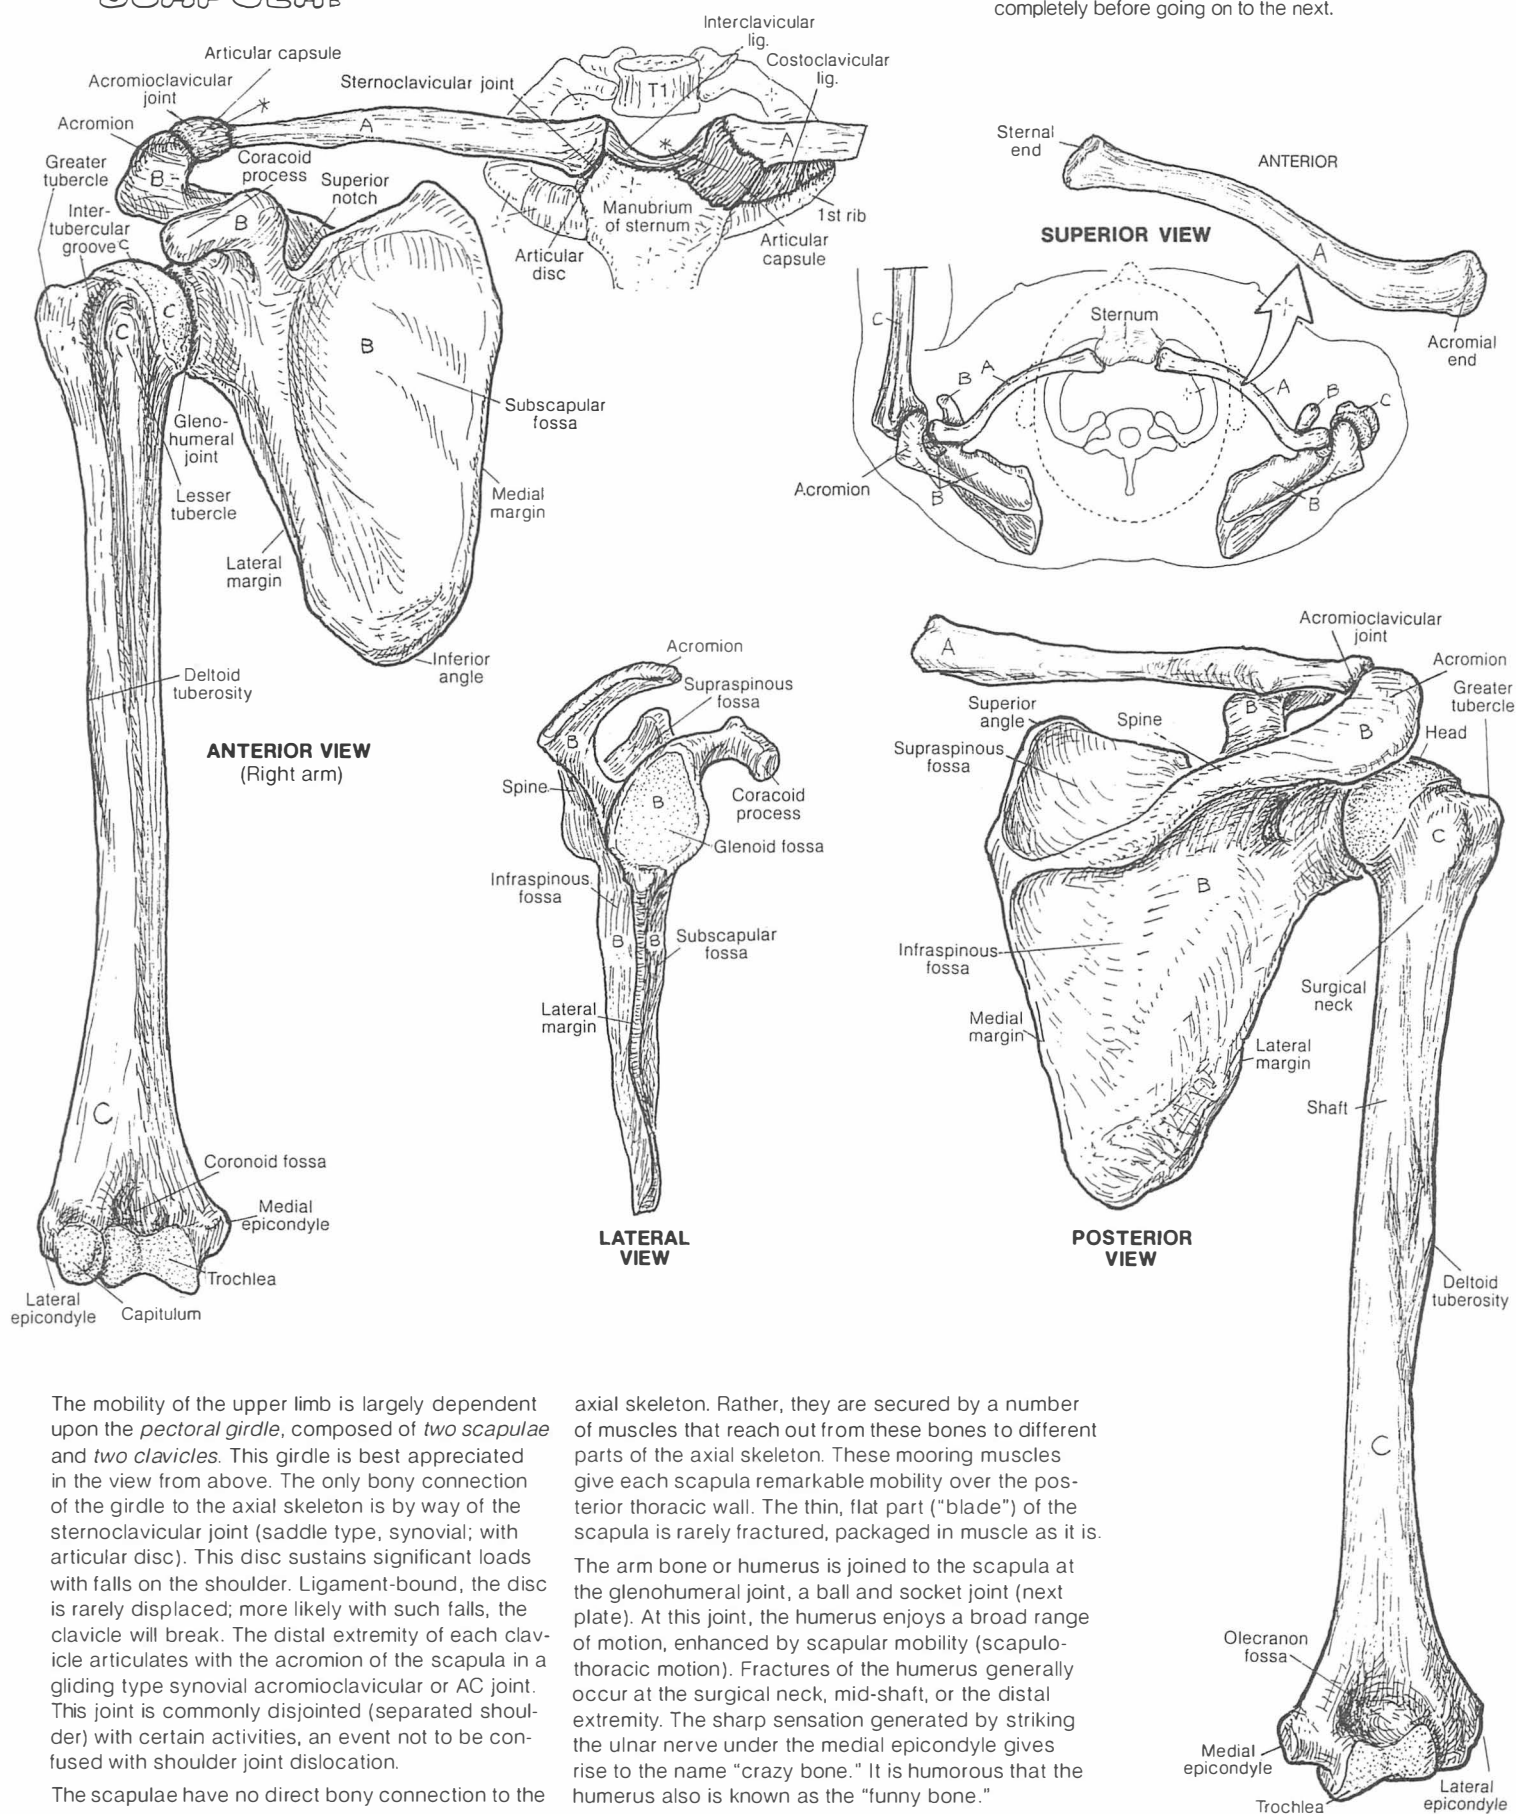 completely before going on to the next.
Interclavicular
lig.
Costoclavicular
lig.
Articular capsule
Acromioclavicular
joint
Sternoclavicular joint
T1
*
Acromion
A
*
A
Greater
tubercle
Coracoid
process
Superior
notch
B
B
Inter-
tubercular
groove
C
Manubrium
of sternum
1st rib
Articular
capsule
Articular
disc
C
C
B
Subscapular
fossa
Gleno-
humeral
joint
Lesser
tubercle
Medial
margin
Lateral
margin
Inferior
angle
Deltoid
tuberosity
ANTERIOR VIEW
(Right arm)
C
Coronoid fossa
Medial
epicondyle
Trochlea
Lateral
epicondyle
Capitulum
Sternal
end
ANTERIOR
SUPERIOR VIEW
A
Acromial
end
Sternum
C
B
A
A
B
C
Acromion
B
B
Acromion
Supraspinous
fossa
B
Spine
B
Coracoid
process
Glenoid fossa
Infraspinous
fossa
B
B
Subscapular
fossa
Lateral
margin
LATERAL
VIEW
Acromioclavicular
joint
A
Acromion
Greater
tubercle
Superior
angle
Spine
B
B
Head
Supraspinous
fossa
C
B
Infraspinous
fossa
Surgical
neck
Medial
margin
Lateral
margin
Shaft
POSTERIOR
VIEW
Deltoid
tuberosity
C
Olecranon
fossa
Medial
epicondyle
Trochlea
Lateral
epicondyle
The mobility of the upper limb is largely dependent
upon the pectoral girdle, composed of two scapulae
and two clavicles. This girdle is best appreciated
in the view from above. The only bony connection
of the girdle to the axial skeleton is by way of the
sternoclavicular joint (saddle type, synovial; with
articular disc). This disc sustains significant loads
with falls on the shoulder. Ligament-bound, the disc
is rarely displaced; more likely with such falls, the
clavicle will break. The distal extremity of each clav-
icle articulates with the acromion of the scapula in a
gliding type synovial acromioclavicular or AC joint.
This joint is commonly disjointed (separated shoul-
der) with certain activities, an event not to be con-
fused with shoulder joint dislocation.
The scapulae have no direct bony connection to the
axial skeleton. Rather, they are secured by a number
of muscles that reach out from these bones to different
parts of the axial skeleton. These mooring muscles
give each scapula remarkable mobility over the pos-
terior thoracic wall. The thin, flat part ("blade") of the
scapula is rarely fractured, packaged in muscle as it is.
The arm bone or humerus is joined to the scapula at
the glenohumeral joint, a ball and socket joint (next
plate). At this joint, the humerus enjoys a broad range
of motion, enhanced by scapular mobility (scapulo-
thoracic motion). Fractures of the humerus generally
occur at the surgical neck, mid-shaft, or the distal
extremity. The sharp sensation generated by striking
the ulnar nerve under the medial epicondyle gives
rise to the name "crazy bone." It is humorous that the
humerus also is known as the "funny bone."